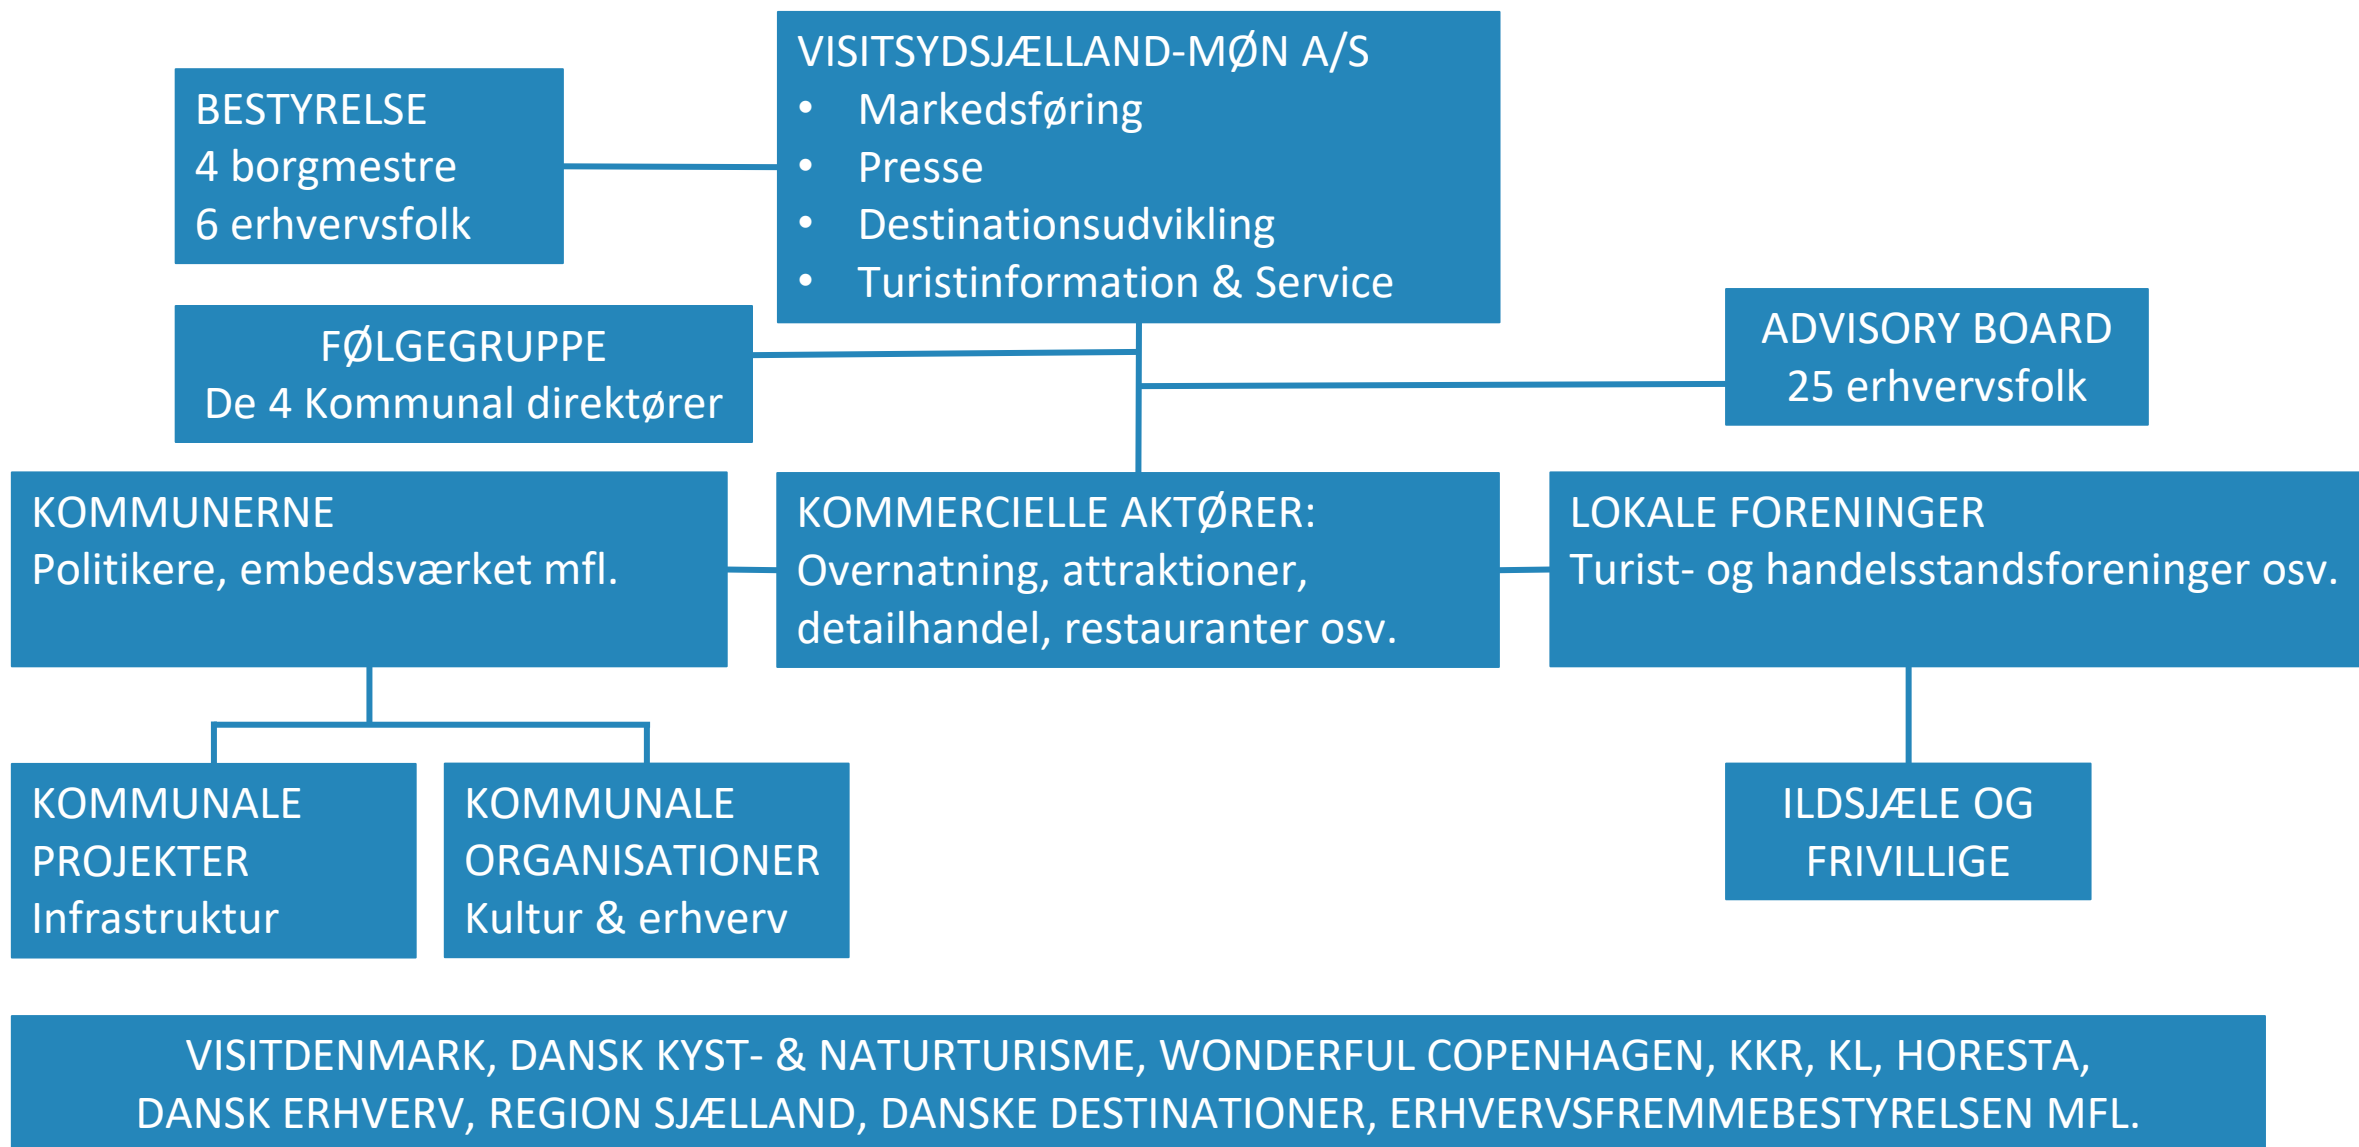 VISITSYDSJÆLLAND-MØN A/S
• Markedsføring
• Presse
• Destinationsudvikling
• Turistinformation & Service
BESTYRELSE
4 borgmestre
6 erhvervsfolk
FØLGEGRUPPE
De 4 Kommunal direktører
ADVISORY BOARD
25 erhvervsfolk
KOMMUNERNE
Politikere, embedsværket mfl.
KOMMERCIELLE AKTØRER:
Overnatning, attraktioner,
detailhandel, restauranter osv.
LOKALE FORENINGER
Turist- og handelsstandsforeninger osv.
KOMMUNALE
PROJEKTER
Infrastruktur
KOMMUNALE
ORGANISATIONER
Kultur & erhverv
ILDSJÆLE OG
FRIVILLIGE
VISITDENMARK, DANSK KYST- & NATURTURISME, WONDERFUL COPENHAGEN, KKR, KL, HORESTA,
DANSK ERHVERV, REGION SJÆLLAND, DANSKE DESTINATIONER, ERHVERVSFREMMEBESTYRELSEN MFL.